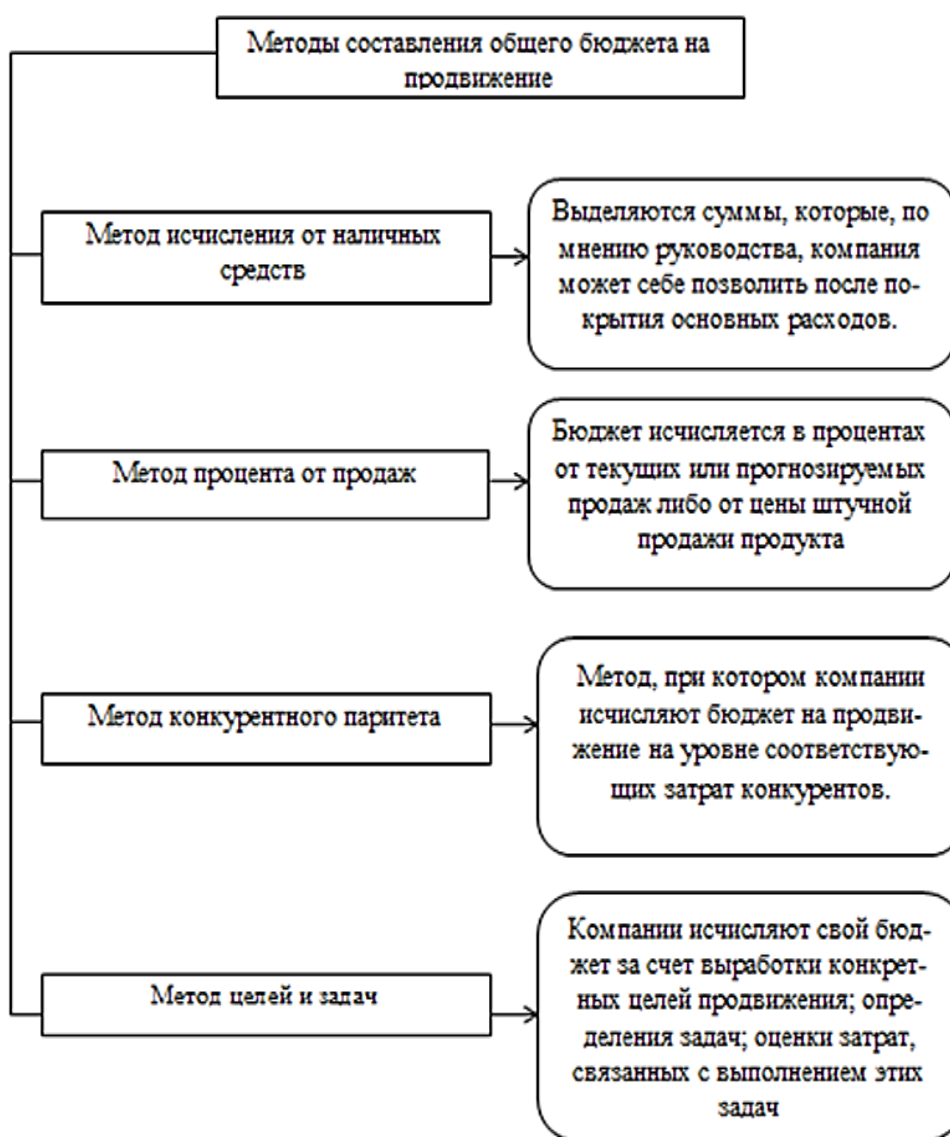 Методы составления общего бюджета на
продвижение
Метод исчисления от наличных
средств
Выделяются суммы, которые, по
мнению руководства, компания
может себе позволить после по-
крытия основных расходов.
Метод процента от продаж
Бюджет исчисляется в процентах
от текущих или прогнозируемых
продаж либо от цены штучной
продажи продукта
Метод конкурентного паритета
Метод, при котором компании
исчисляют бюджет на продви-
жение на уровне соответствую-
щих затрат конкурентов.
Метод целей и задач
Компании исчисляют свой бюд-
жет за счет выработки конкрет-
ных целей продвижения; опре-
деления задач; оценки затрат,
связанных с выполнением этих
задач